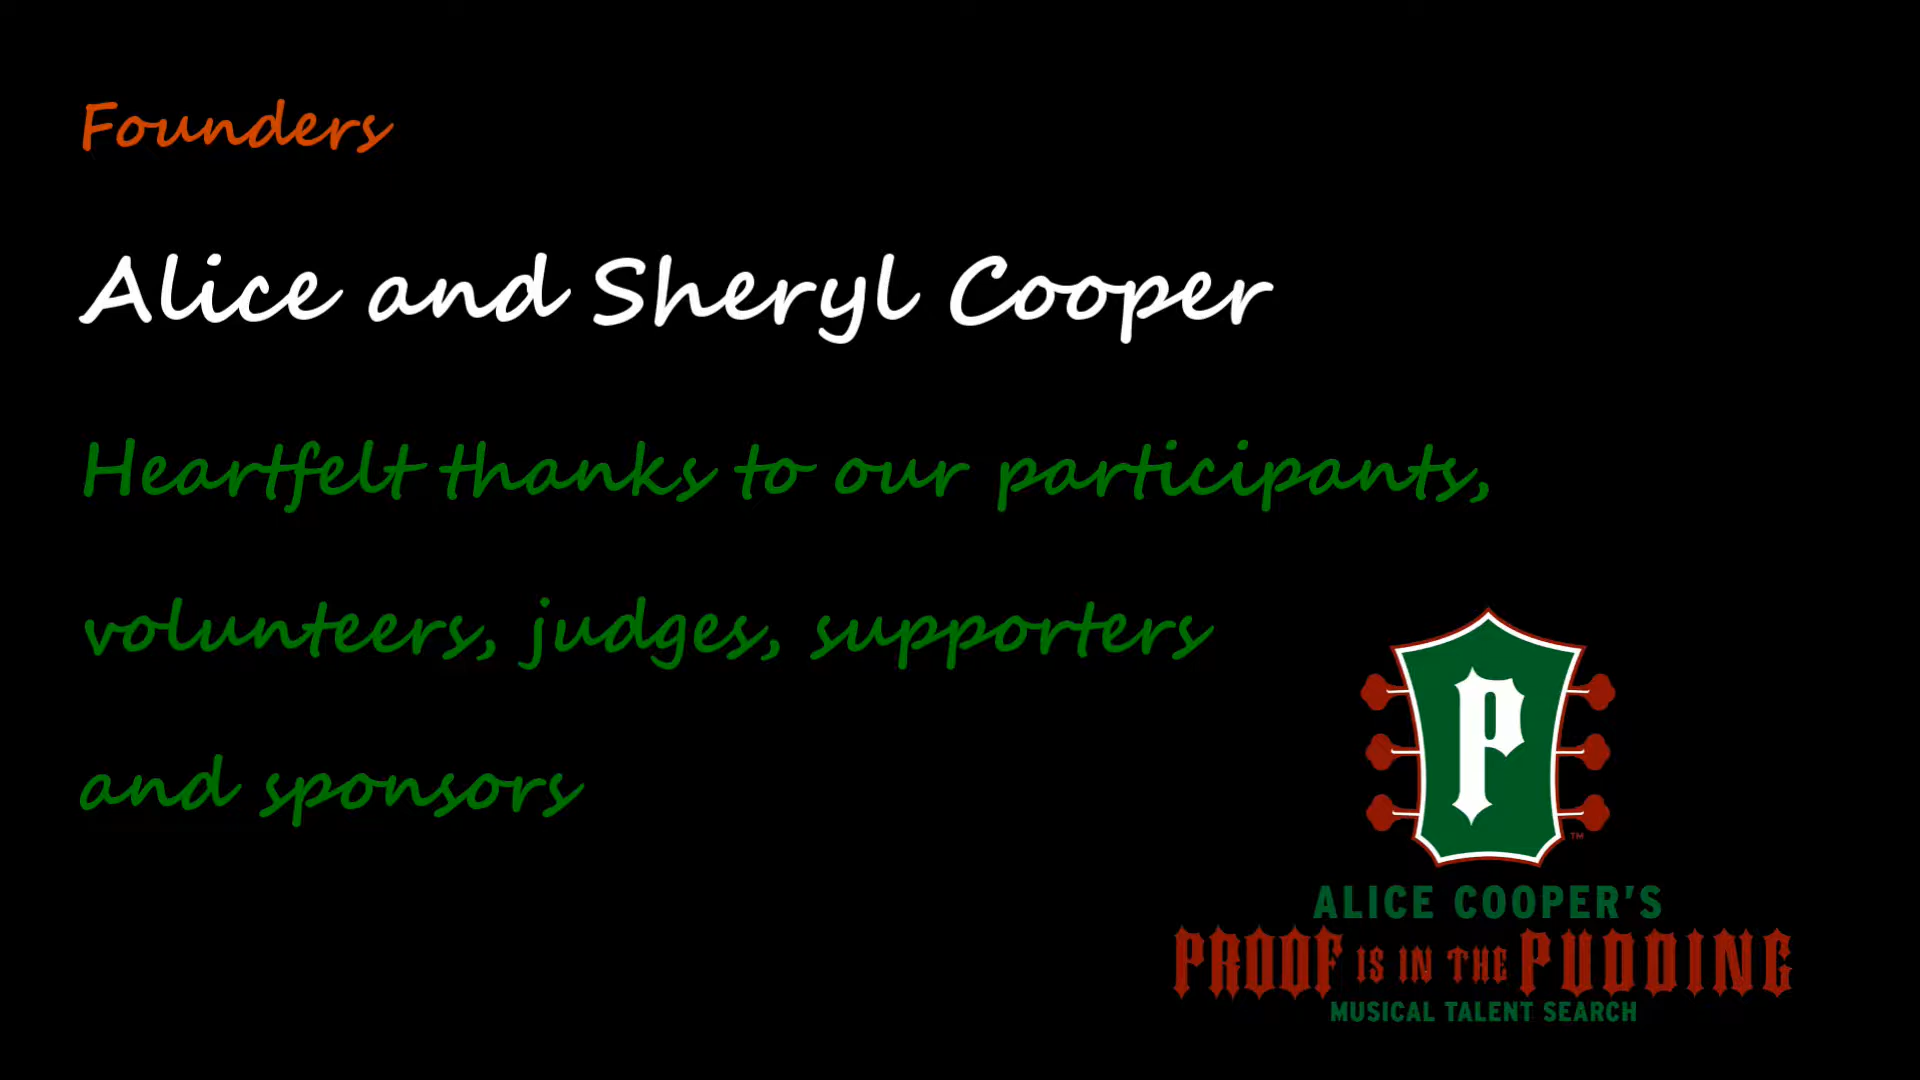 Founders
Alice and Sheryl Cooper
Heartfelt thanks to our participants,
volunteers, judges, supporters
and sponsors
P
TM
ALICE COOPER'S
PROOF IS IN THE PUDDING
MUSICAL TALENT SEARCH